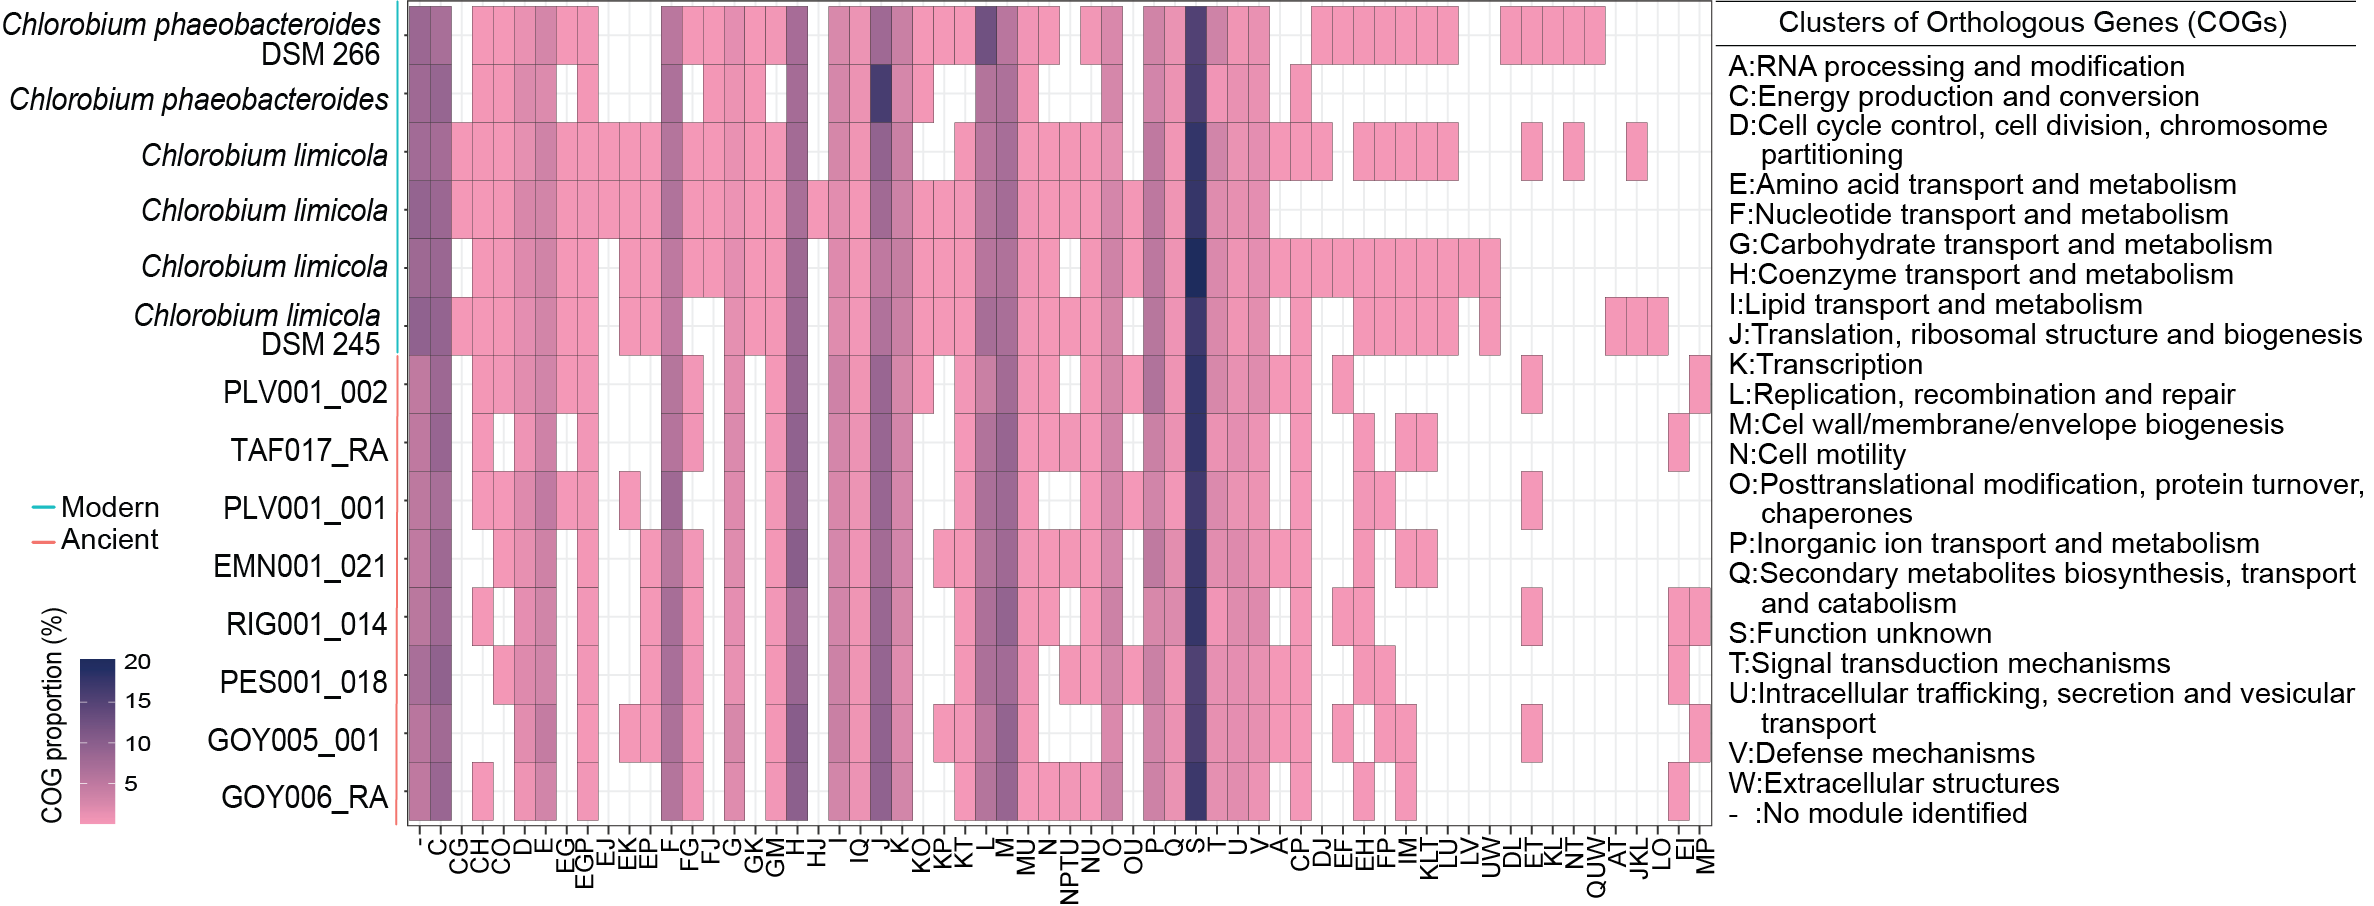 Chlorobium phaeobacteroides
DSM 266
Chlorobium phaeobacteroides
Chlorobium limicola
Chlorobium limicola
Chlorobium limicola
Chlorobium limicola
DSM 245
PLV001_002
TAF017_RA
PLV001_001
EMN001_021
RIG001_014
PES001_018
GOY005_001
GOY006_RA
Modern
Ancient
COG proportion (%)
20
15
10
5
-
C
CG
CH
CO
D
E
EG
EGP
EJ
EK
EP
F
FG
FJ
G
GK
GM
H
HJ
I
IQ
J
K
KO
KP
KT
L
M
MU
N
NPTU
NU
O
OU
P
Q
S
T
U
V
A
CP
DJ
EF
EH
FP
IM
KLT
LU
LV
UW
DL
ET
KL
NT
QUW
AT
JKL
LO
EI
MP
Clusters of Orthologous Genes (COGs)
A:RNA processing and modification
C:Energy production and conversion
D:Cell cycle control, cell division, chromosome
partitioning
E:Amino acid transport and metabolism
F:Nucleotide transport and metabolism
G:Carbohydrate transport and metabolism
H:Coenzyme transport and metabolism
I:Lipid transport and metabolism
J:Translation, ribosomal structure and biogenesis
K:Transcription
L:Replication, recombination and repair
M:Cel wall/membrane/envelope biogenesis
N:Cell motility
O:Posttranslational modification, protein turnover,
chaperones
P:Inorganic ion transport and metabolism
Q:Secondary metabolites biosynthesis, transport
and catabolism
S:Function unknown
T:Signal transduction mechanisms
U:Intracellular trafficking, secretion and vesicular
transport
V:Defense mechanisms
W:Extracellular structures
- :No module identified